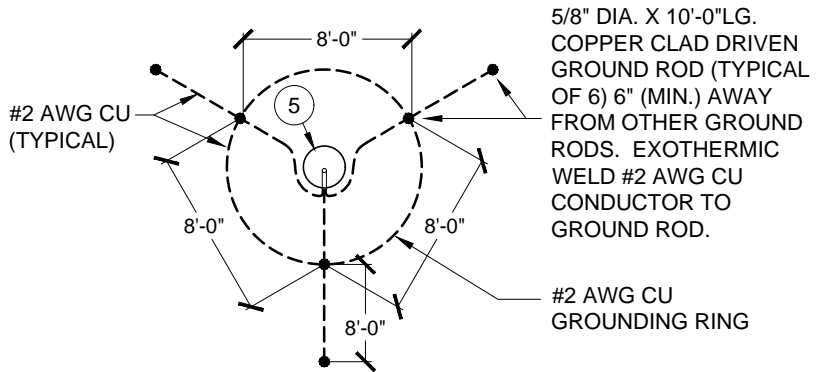 8'-0"
#2 AWG CU
(TYPICAL)
5
5/8" DIA. X 10'-0"LG.
COPPER CLAD DRIVEN
GROUND ROD (TYPICAL
OF 6) 6" (MIN.) AWAY
FROM OTHER GROUND
RODS.  EXOTHERMIC
WELD #2 AWG CU
CONDUCTOR TO
GROUND ROD.
8'-0"
8'-0"
#2 AWG CU
GROUNDING RING
8'-0"